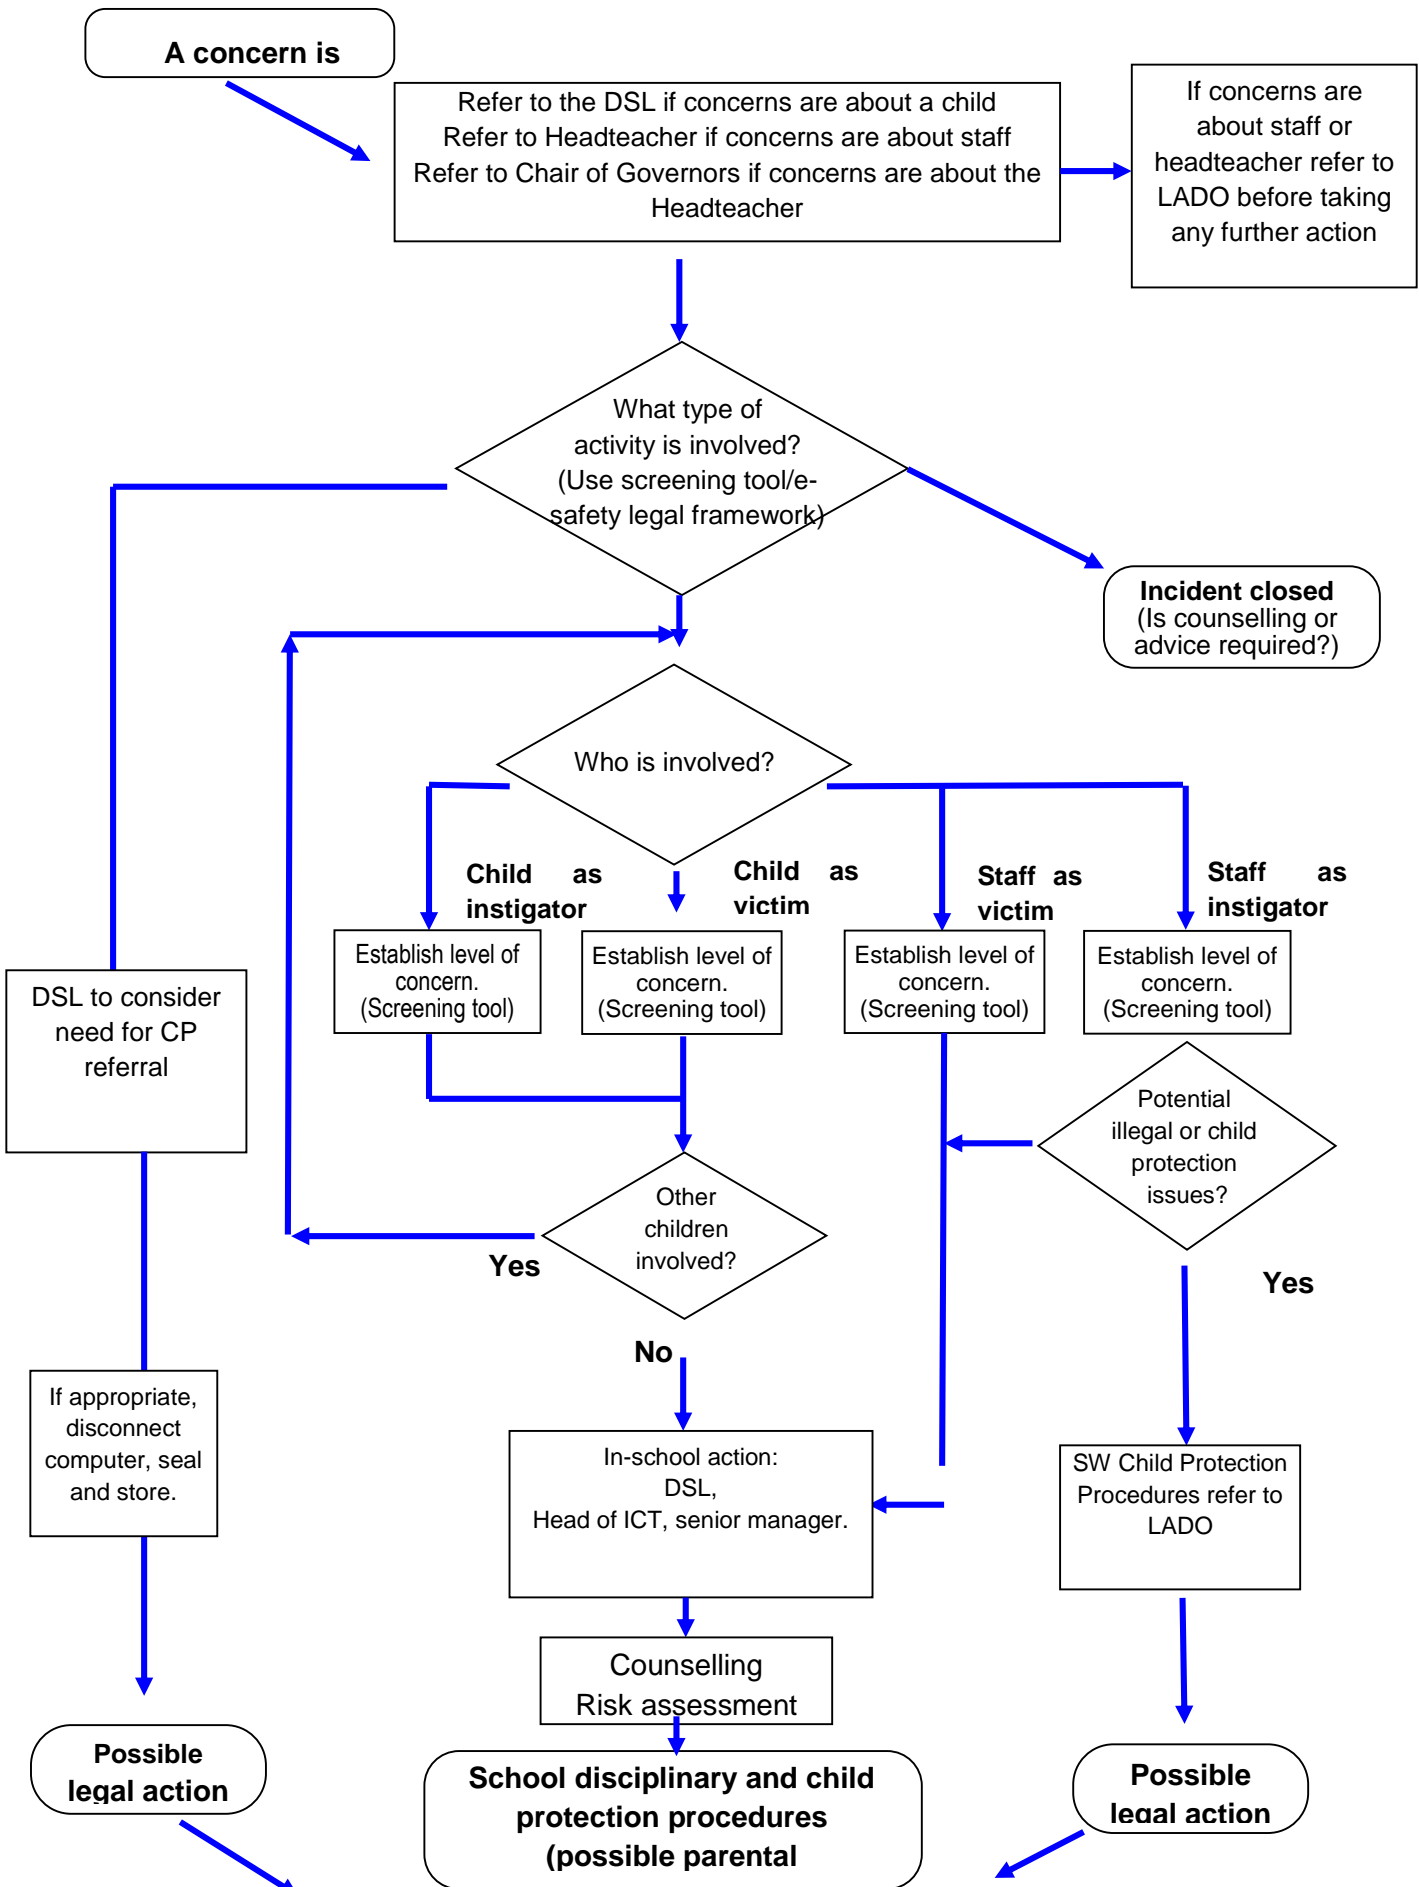 A concern is
Refer to the DSL if concerns are about a child
Refer to Headteacher if concerns are about staff
Refer to Chair of Governors if concerns are about the
Headteacher
If concerns are
about staff or
headteacher refer to
LADO before taking
any further action
What type of
activity is involved?
(Use screening tool/e-
safety legal framework)
Incident closed
(Is counselling or
advice required?)
Who is involved?
Child as
instigator
Child as
victim
Staff as
victim
Staff as
instigator
Establish level of
concern.
(Screening tool)
Establish level of
concern.
(Screening tool)
Establish level of
concern.
(Screening tool)
Establish level of
concern.
(Screening tool)
DSL to consider
need for CP
referral
Potential
illegal or child
protection
issues?
Other
children
involved?
Yes
Yes
No
If appropriate,
disconnect
computer, seal
and store.
In-school action:
DSL,
Head of ICT, senior manager.
SW Child Protection
Procedures refer to
LADO
Counselling
Risk assessment
Possible
legal action
School disciplinary and child
protection procedures
(possible parental
Possible
legal action